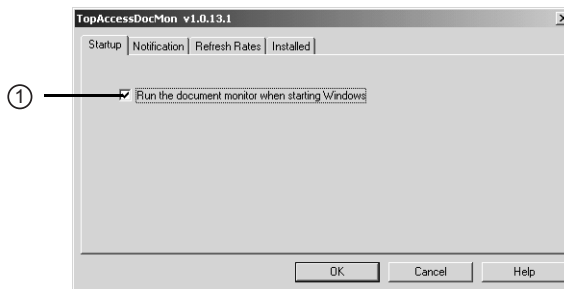 TopAccessDocMon v1.0.13.1
Startup Notification Refresh Rates Installed
1 Run the document monitor when starting Windows
OK Cancel Help